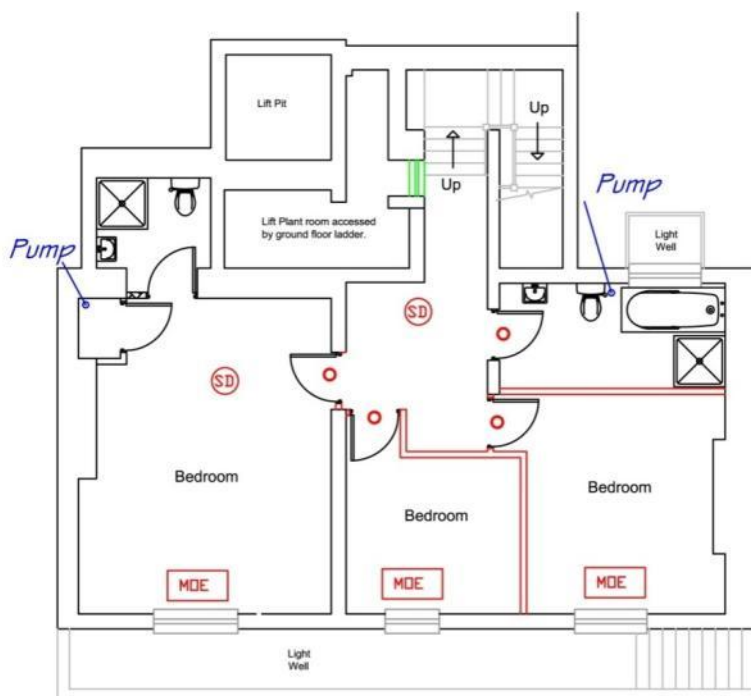 Lift Pit
Up
Up
Pump
Lift Plant room accessed
by ground floor ladder.
Light
Well
Pump
SD
SD
Bedroom
Bedroom
Bedroom
MOE
MOE
MOE
Light
Well